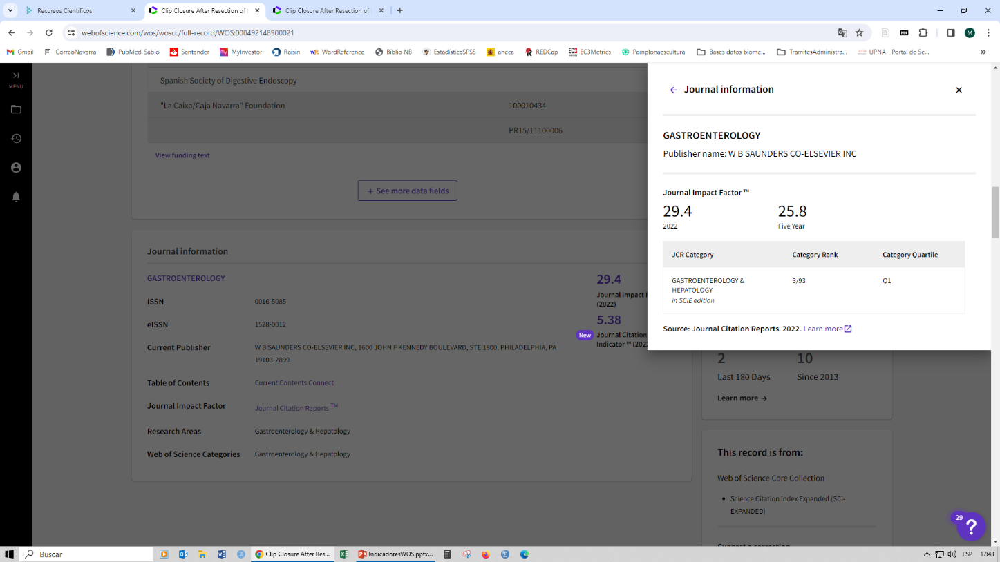 Recursos Científicos
Clip Closure After Resection of
Clip Closure After Resection of
webofscience.com/wos/woscc/full-record/WOS:000492148900021
M
Gmail
CorreoNavarra
PubMed-Sabio
Santander
MyInvestor
Raisin
WordReference
Biblio NB
EstadísticaSPSS
aneca
REDCap
EC3Metrics
Pamplonaescultura
Bases datos biome...
TramitesAdministra...
UPNA - Portal de Se...
MENU
Spanish Society of Digestive Endoscopy
"La Caixa/Caja Navarra" Foundation 100010434
PR15/11100006
View funding text
+ See more data fields
Journal information
GASTROENTEROLOGY
ISSN 0016-5085
eISSN 1528-0012
Current Publisher W B SAUNDERS CO-ELSEVIER INC, 1600 JOHN F KENNEDY BOULEVARD, STE 1800, PHILADELPHIA, PA
19103-2899
Table of Contents Current Contents Connect
Journal Impact Factor Journal Citation Reports TM
Research Areas Gastroenterology & Hepatology
Web of Science Categories Gastroenterology & Hepatology
29.4
Journal Impact
(2022)
5.38
New Journal Citation
Indicator ™ (202
Journal information
GASTROENTEROLOGY
Publisher name: W B SAUNDERS CO-ELSEVIER INC
Journal Impact Factor ™
29.4 25.8
2022 Five Year
JCR Category Category Rank Category Quartile
GASTROENTEROLOGY & 3/93 Q1
HEPATOLOGY
in SCIE edition
Source: Journal Citation Reports 2022. Learn more
2 10
Last 180 Days Since 2013
Learn more →
This record is from:
Web of Science Core Collection
• Science Citation Index Expanded (SCI-
EXPANDED)
29
?
Buscar
Clip Closure After Res...
IndicadoresWOS.pptx...
ESP
17:43